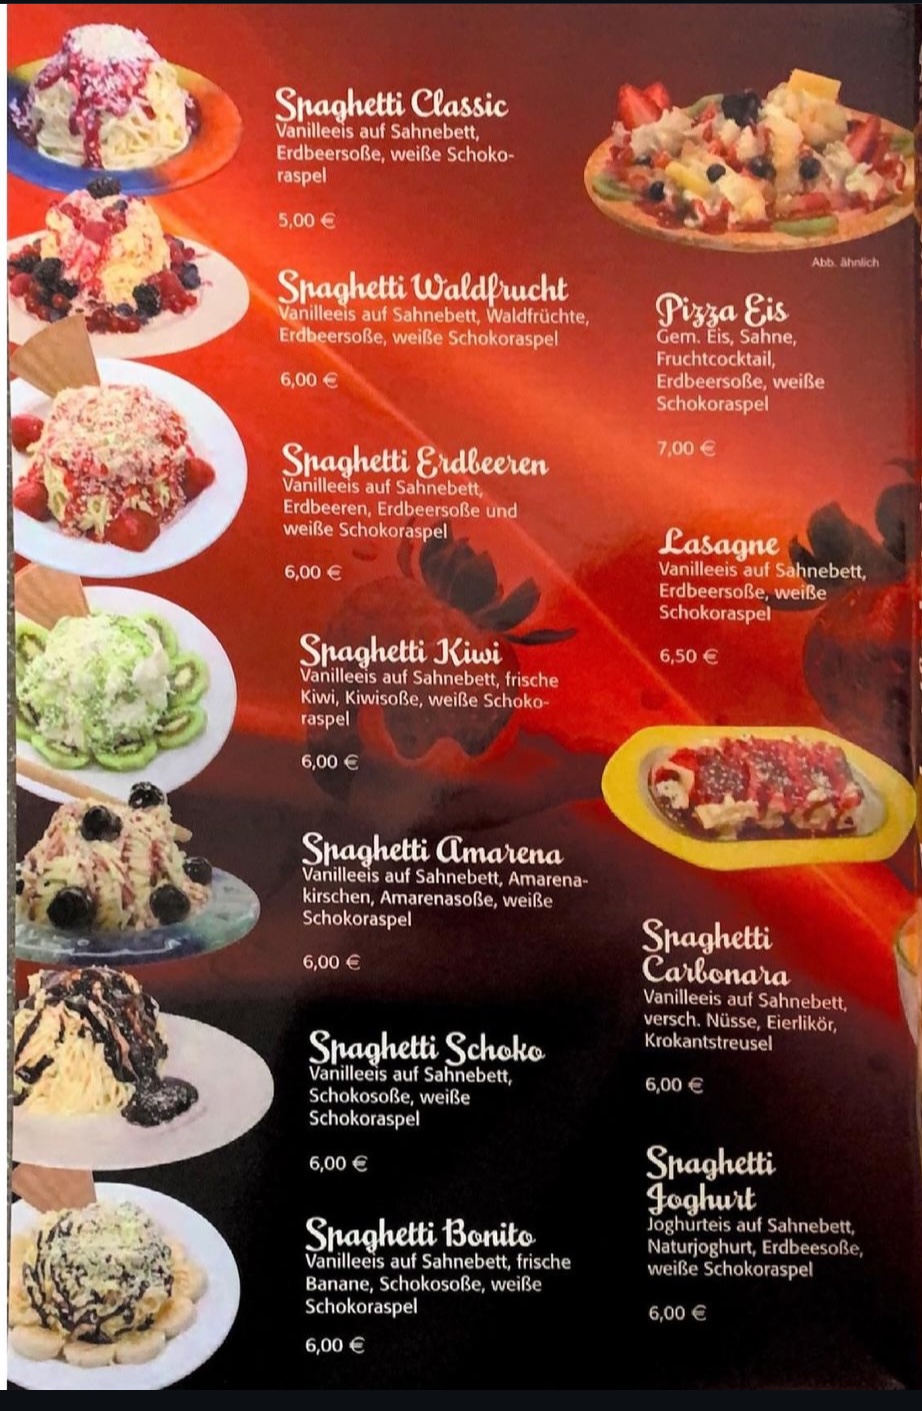 Spaghetti Classic
Vanilleeis auf Sahnebett,
Erdbeersoße, weiße Schoko-
raspel
5,00 €
Spaghetti Waldfrucht
Vanilleeis auf Sahnebett, Waldfrüchte,
Erdbeersoße, weiße Schokoraspel
6,00 €
Spaghetti Erdbeeren
Vanilleeis auf Sahnebett,
Erdbeeren, Erdbeersoße und
weiße Schokoraspel
6,00 €
Spaghetti Kiwi
Vanilleeis auf Sahnebett, frische
Kiwi, Kiwisoße, weiße Schoko-
raspel
6,00 €
Spaghetti Amarena
Vanilleeis auf Sahnebett, Amarena-
kirschen, Amarenasoße, weiße
Schokoraspel
6,00 €
Spaghetti Schoko
Vanilleeis auf Sahnebett,
Schokosoße, weiße
Schokoraspel
6,00 €
Spaghetti Bonito
Vanilleeis auf Sahnebett, frische
Banane, Schokosoße, weiße
Schokoraspel
6,00 €
Abb. ähnlich
Pizza Eis
Gem. Eis, Sahne,
Fruchtcocktail,
Erdbeersoße, weiße
Schokoraspel
7,00 €
Lasagne
Vanilleeis auf Sahnebett,
Erdbeersoße, weiße
Schokoraspel
6,50 €
Spaghetti
Carbonara
Vanilleeis auf Sahnebett,
versch. Nüsse, Eierlikör,
Krokantstreusel
6,00 €
Spaghetti
Joghurt
Joghurteis auf Sahnebett,
Naturjoghurt, Erdbeesoße,
weiße Schokoraspel
6,00 €